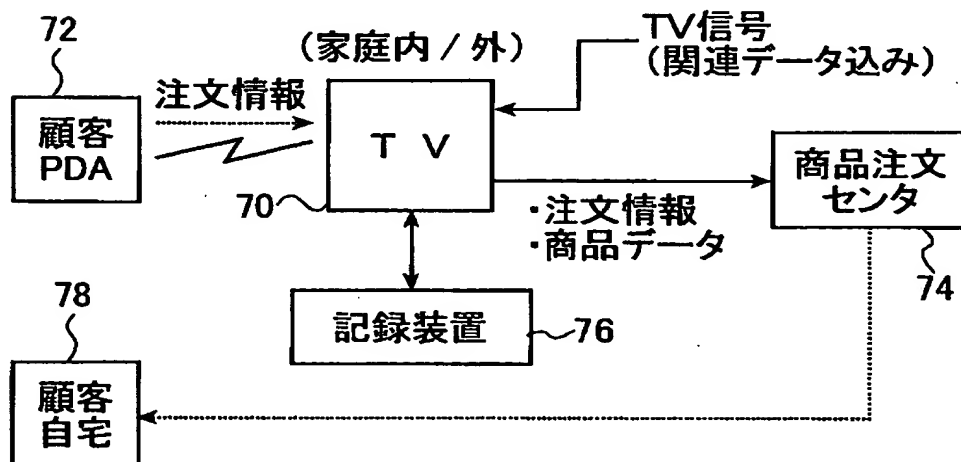 72
(家庭内 / 外)
TV信号
(関連データ込み)
注文情報
顧客
PDA
TV
70
商品注文
センタ
・注文情報
・商品データ
74
78
記録装置
76
顧客
自宅